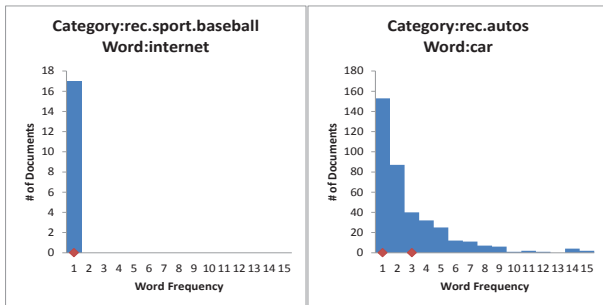 Category:rec.sport.baseball
Word:internet
18
16
14
12
10
8
6
4
2
0
# of Documents
1 2 3 4 5 6 7 8 9 10 11 12 13 14 15
Word Frequency
Category:rec.autos
Word:car
180
160
140
120
100
80
60
40
20
0
# of Documents
1 2 3 4 5 6 7 8 9 10 11 12 13 14 15
Word Frequency